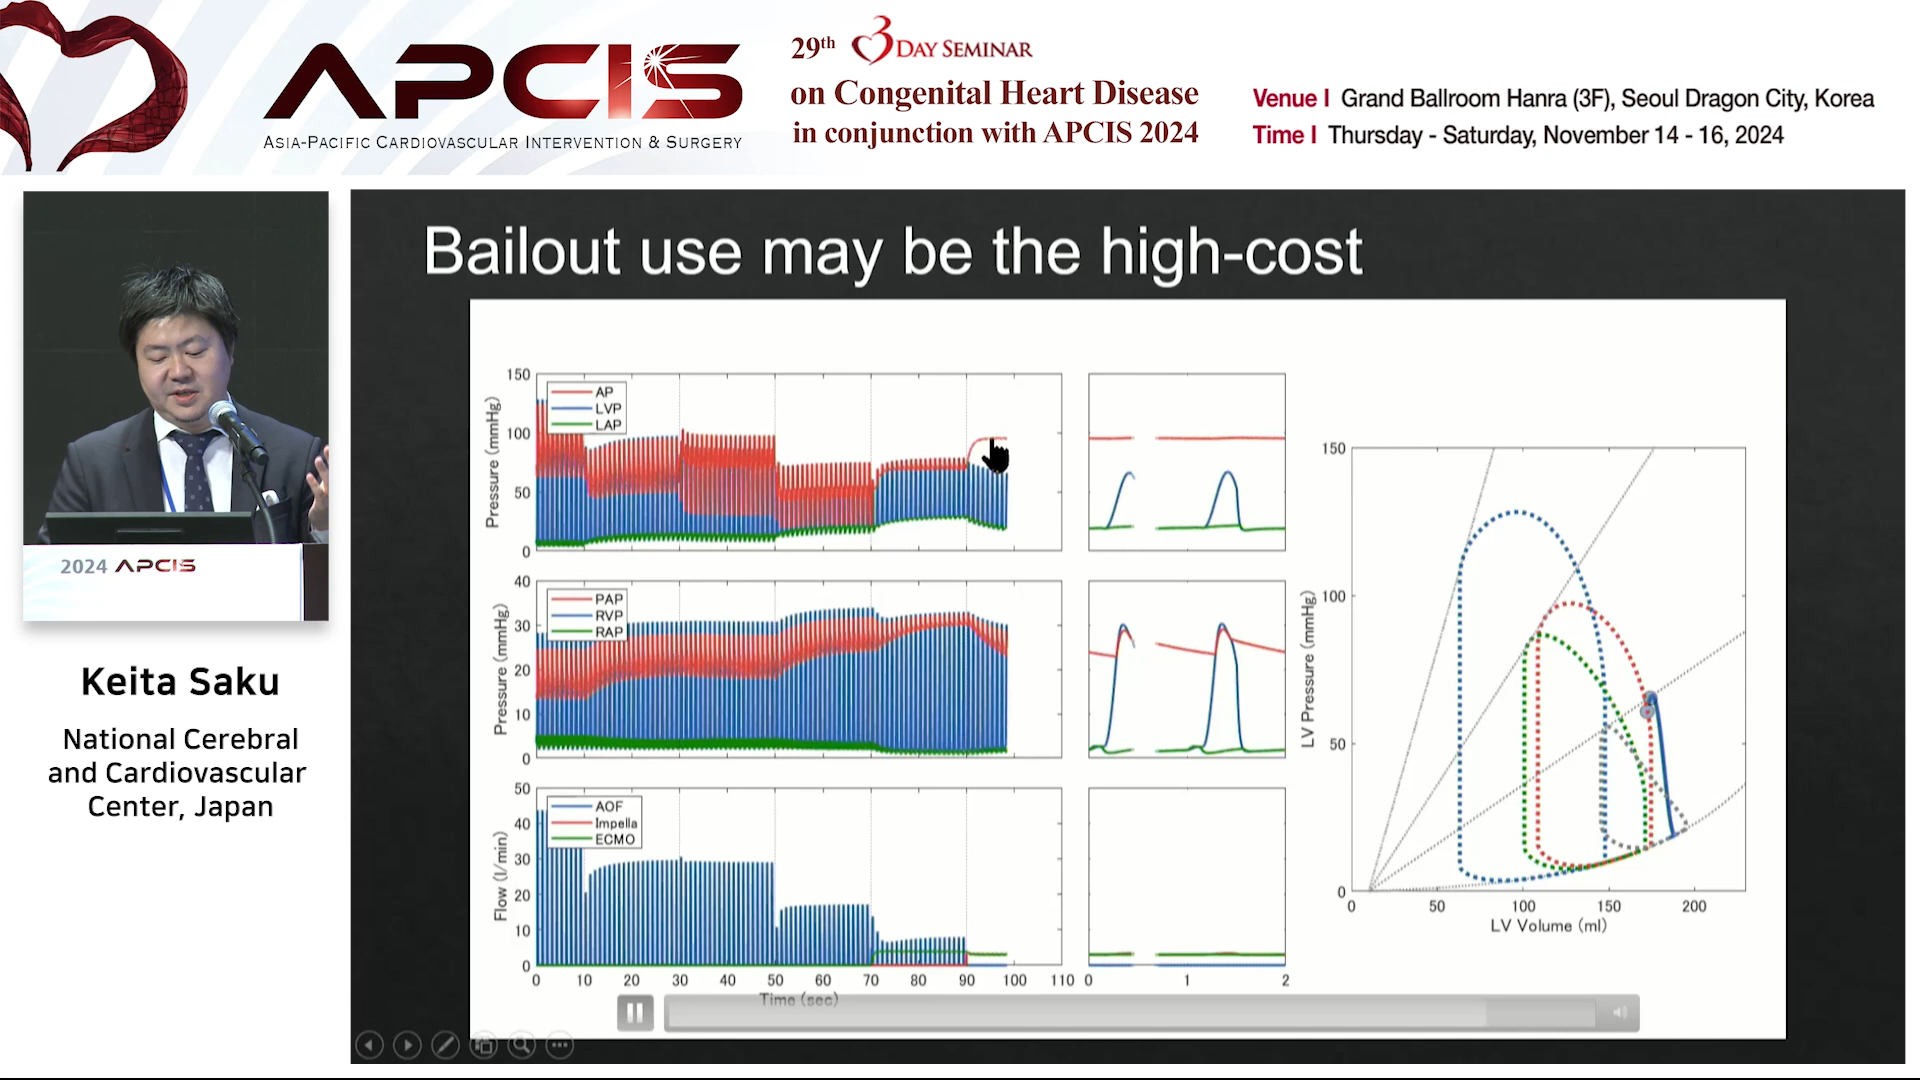 APCIS
ASIA-PACIFIC CARDIOVASCULAR INTERVENTION & SURGERY
29th 3 DAY SEMINAR
on Congenital Heart Disease
in conjunction with APCIS 2024
Venue I Grand Ballroom Hanra (3F), Seoul Dragon City, Korea
Time I Thursday - Saturday, November 14 - 16, 2024
2024 APCIS
Keita Saku
National Cerebral
and Cardiovascular
Center, Japan
Bailout use may be the high-cost
Pressure (mmHg)
150
100
50
0
AP
LVP
LAP
Pressure (mmHg)
40
30
20
10
0
PAP
RVP
RAP
Flow (l/min)
50
40
30
20
10
0
AOF
Impella
ECMO
0 10 20 30 40 50 60 70 80 90 100 110
Time (sec)
0 1 2
LV Pressure (mmHg)
150
100
50
0
0 50 100 150 200
LV Volume (ml)